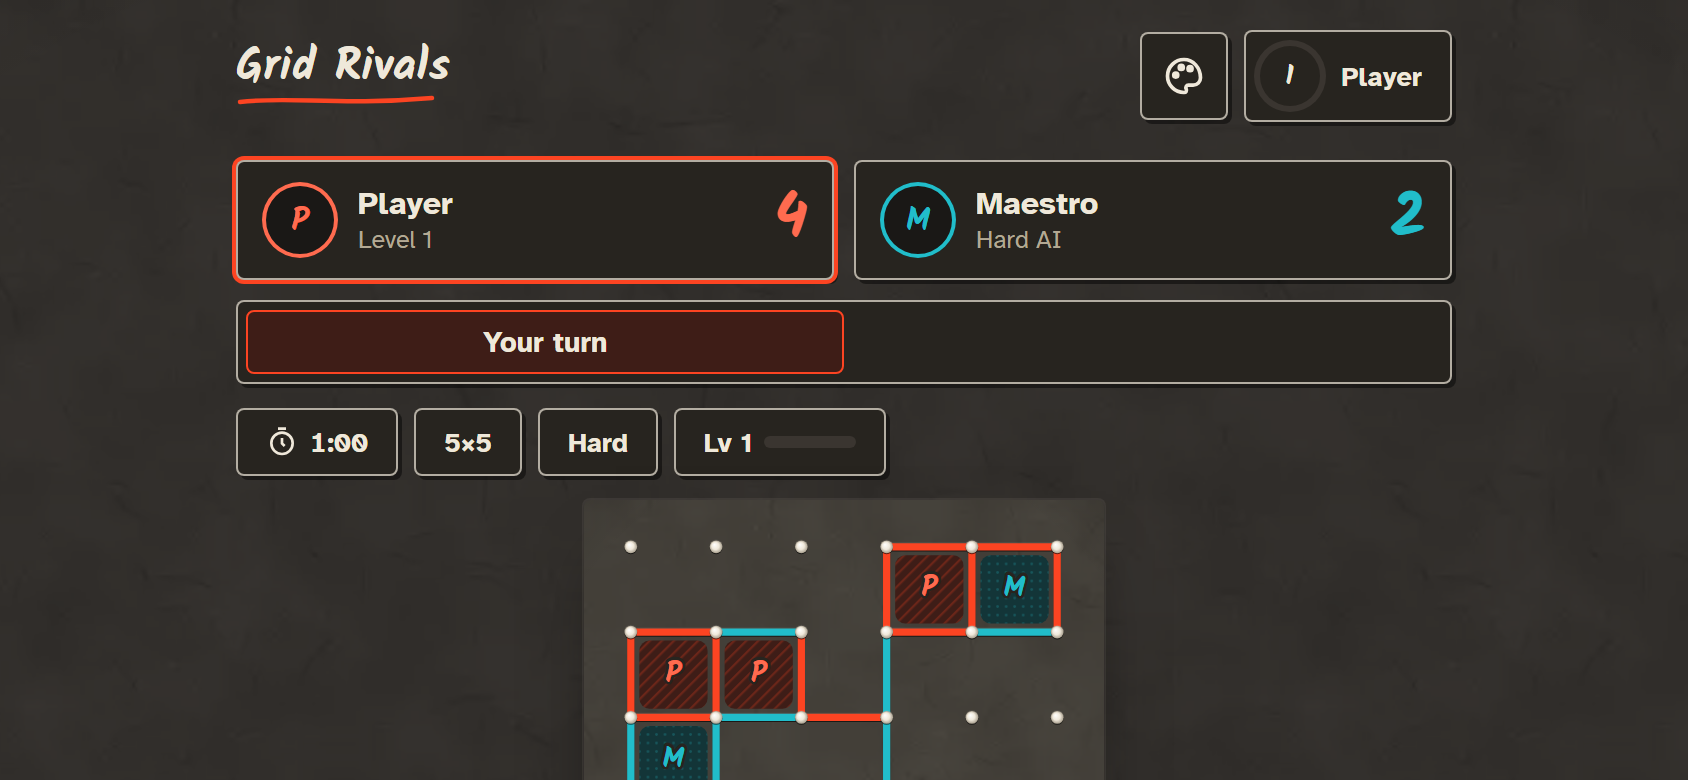 Grid Rivals
1 Player
P Player 4
Level 1
M Maestro 2
Hard AI
Your turn
1:00 5×5 Hard Lv 1
P M
P P
M